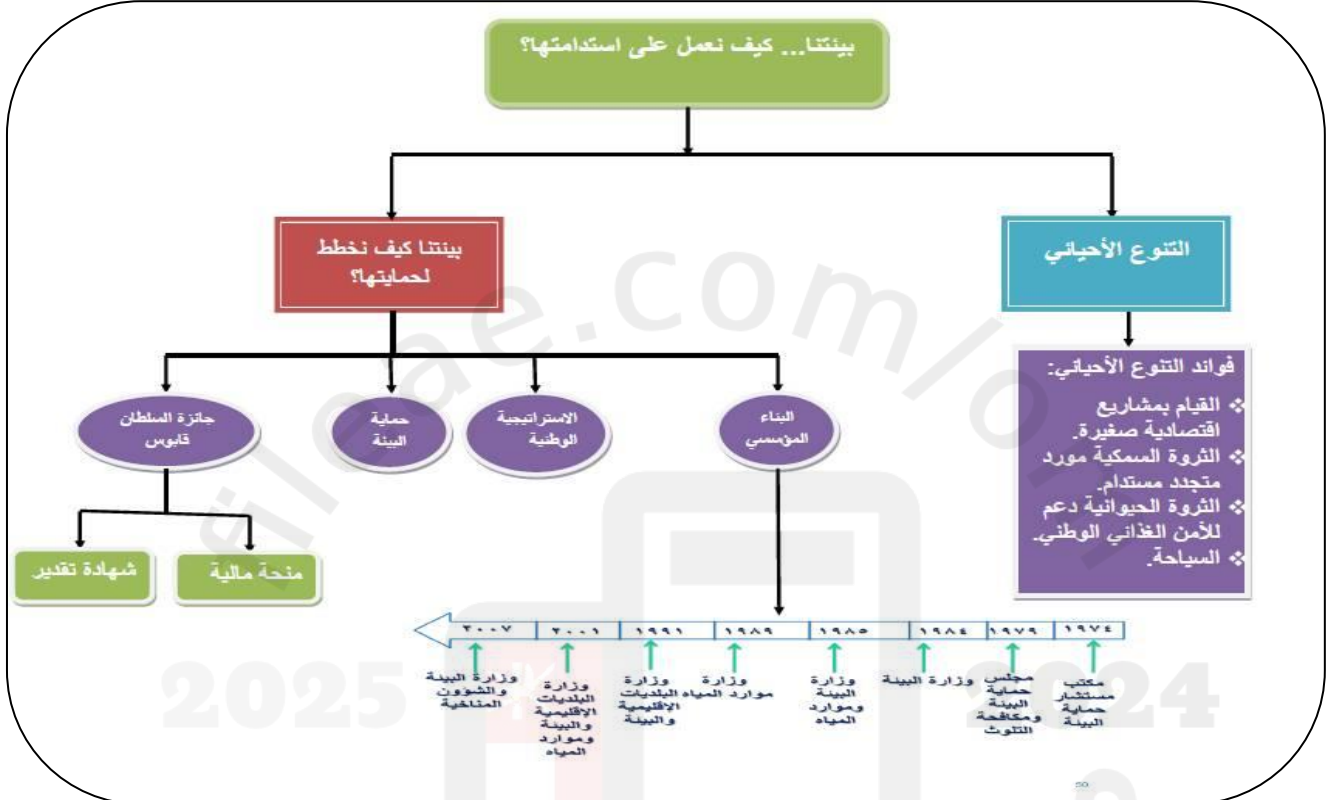 بيئتنا... كيف نعمل على استدامتها؟
التنوع الأحيائي
بيئتنا كيف نخطط
لحمايتها؟
فوائد التنوع الأحيائي:
❖ القيام بمشاريع
اقتصادية صغيرة.
❖ الثروة السمكية مورد
متجدد مستدام.
❖ الثروة الحيوانية دعم
للأمن الغذائي الوطني.
❖ السياحة.
البناء
المؤسسي
الاستراتيجية
الوطنية
حماية
البيئة
جائزة السلطان
قابوس
منحة مالية
شهادة تقدير
١٩٧٤
١٩٧٩
١٩٨٤
١٩٨٥
١٩٨٩
١٩٩١
٢٠٠١
٢٠٠٧
مكتب
مستشار
حماية
البيئة
مجلس
حماية
البيئة
ومكافحة
التلوث
وزارة البيئة
وزارة
البيئة
وموارد
المياه
وزارة
موارد المياه
وزارة
البلديات
الإقليمية
والبيئة
وزارة
البلديات
الإقليمية
والبيئة
وموارد
المياه
وزارة البيئة
والشؤون
المناخية
fileae.com/om
2025
2024
50